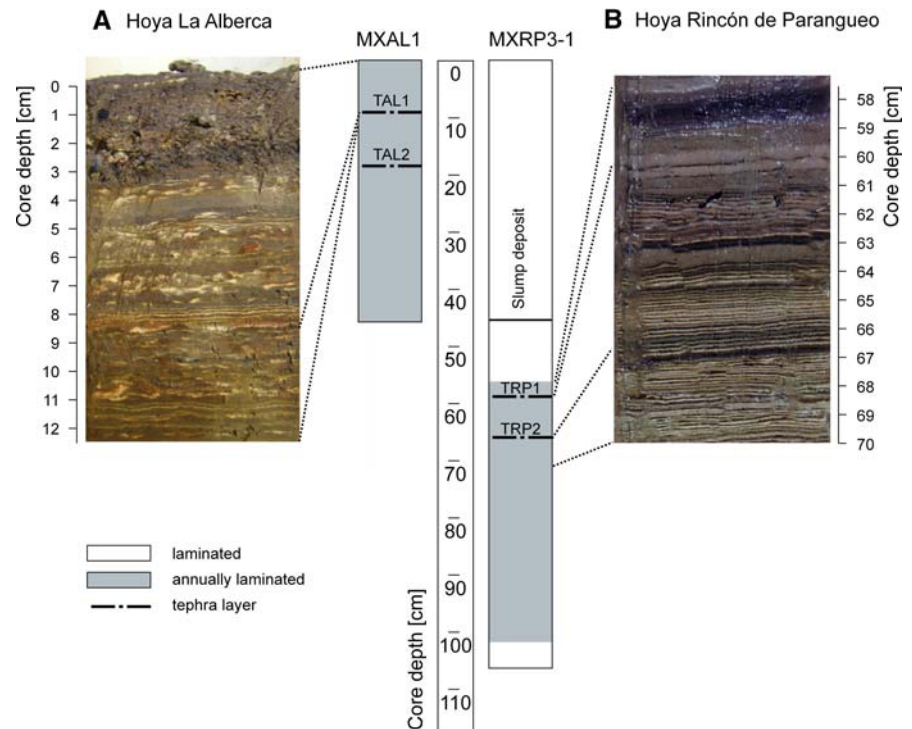 A Hoya La Alberca
Core depth [cm]
0
1
2
3
4
5
6
7
8
9
10
11
12
MXAL1
TAL1
TAL2
0
10
20
30
40
50
60
70
80
90
100
110
Core depth [cm]
MXRP3-1
Slump deposit
TRP1
TRP2
B Hoya Rincón de Parangueo
58
59
60
61
62
63
64
65
66
67
68
69
70
Core depth [cm]
laminated
annually laminated
tephra layer